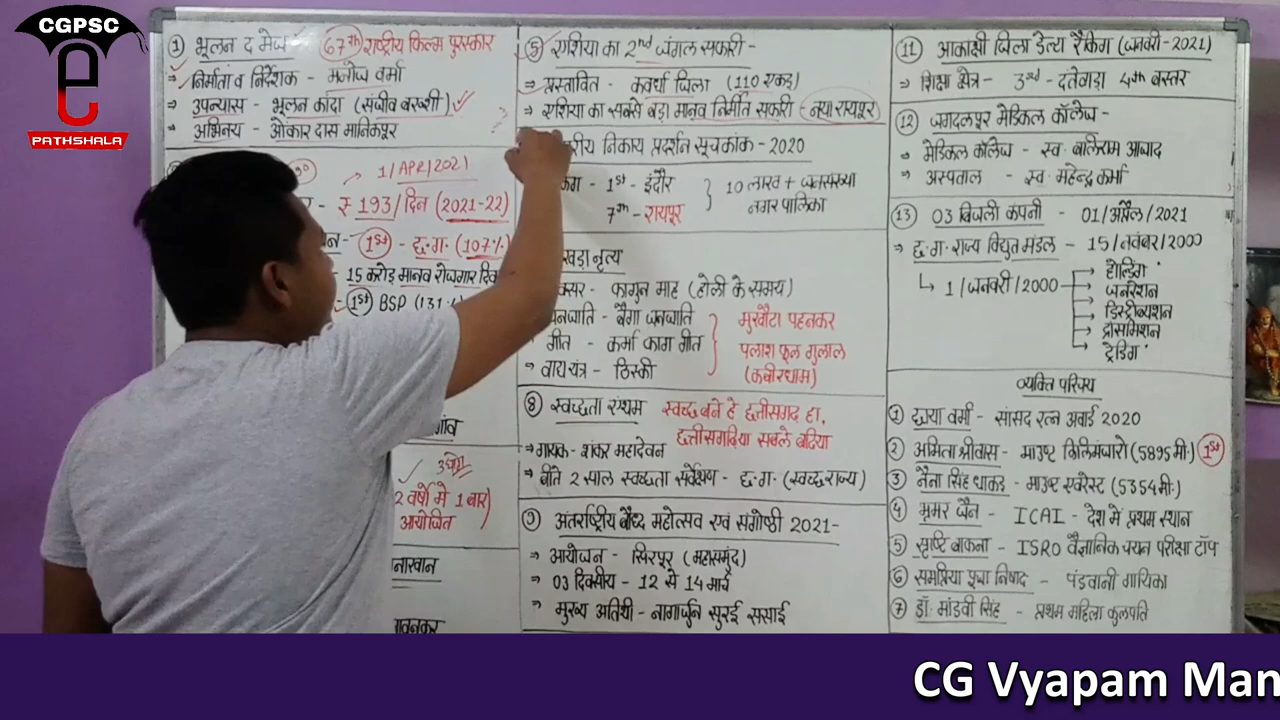 CGPSC
e
PATHSHALA
① भूलन द मेज 67th राष्ट्रीय फिल्म पुरस्कार
→ निर्माता व निर्देशक - मनोज वर्मा
→ उपन्यास - भूलन कांदा (संजीव बख्शी)
→ अभिनय - ओंकार दास मानिकपुर
1/APR/2021
₹ 193/दिन (2021-22)
1st - छ.ग. (107%)
15 करोड़ मानव रोजगार दिव
1st BSP (131
गांव
3श्रेणी
2 वर्षो मे 1 बार)
आयोजित
⑤ एशिया का 2nd जंगल सफारी -
→ प्रस्तावित - कवर्धा जिला (110 एकड़)
→ एशिया का सबसे बड़ा मानव निर्मित सफारी - नया रायपुर
रीय निकाय प्रदर्शन सूचकांक - 2020
1st - इंदौर } 10 लाख + जनसंख्या
7th - रायपुर नगर पालिका
नृत्य
फागुन माह (होली के समय)
बैगा जनजाति } मुखौटा पहनकर
गीत - कर्मा फाग गीत पलाश फूल गुलाल
→ वाद्य यंत्र - ठिस्की (कबीरधाम)
⑧ स्वच्छता एंथम स्वच्छ बने हे छत्तीसगढ़ हा,
छत्तीसगढ़िया सबले बढ़िया
→ गायक - शंकर महादेवन
→ बीते 2 साल स्वच्छता सर्वेक्षण - छ.ग. (स्वच्छ राज्य)
⑨ अंतर्राष्ट्रीय बौध्द महोत्सव एवं संगोष्ठी 2021-
→ आयोजन - सिरपुर (महासमुंद)
→ 03 दिवसीय - 12 से 14 मार्च
→ मुख्य अतिथी - नागार्जुन सुरई ससाई
⑪ आकांक्षी जिला डेल्टा रैंकिंग (जनवरी-2021)
→ शिक्षा क्षेत्र - 3rd - दंतेवाड़ा 4th बस्तर
⑫ जगदलपुर मेडिकल कॉलेज -
→ मेडिकल कॉलेज - स्व. बलिराम
→ अस्पताल - स्व. महेन्द्र कर्मा
⑬ 03 बिजली कंपनी - 01/अप्रैल/2021
→ छ.ग. राज्य विद्युत मंडल - 15/नवंबर/2000
↳ 1/जनवरी/2000 होल्डिंग
जनरेशन
डिस्ट्रीब्यूशन
ट्रांसमिशन
ट्रेडिंग
व्यक्ति परिचय
① छाया वर्मा - सांसद रत्न अवार्ड 2020
② अमिता श्रीवास - माउण्ट किलिमंजारो (5895 मी.) 1st
③ नैना सिंह धाकड़ - माउण्ट एवरेस्ट (5354 मी.)
④ भ्रमर जैन - ICAI - देश में प्रथम स्थान
⑤ सृष्टि बाफना - ISRO वैज्ञानिक चयन परीक्षा टॉप
⑥ समप्रिया पूजा निषाद - पंडवानी गायिका
⑦ डॉ. मांडवी सिंह - प्रथम महिला कुलपति
CG Vyapam Man